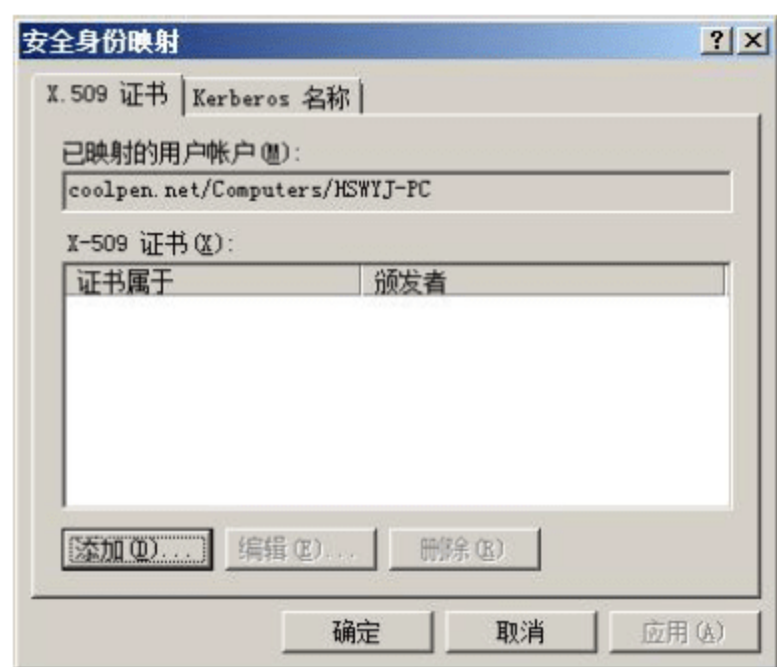 安全身份映射
X.509 证书 Kerberos 名称
已映射的用户帐户(M):
coolpen.net/Computers/HSWYJ-PC
X-509 证书(X):
证书属于 颁发者
添加(D)... 编辑(E)... 删除(R)
确定 取消 应用(A)